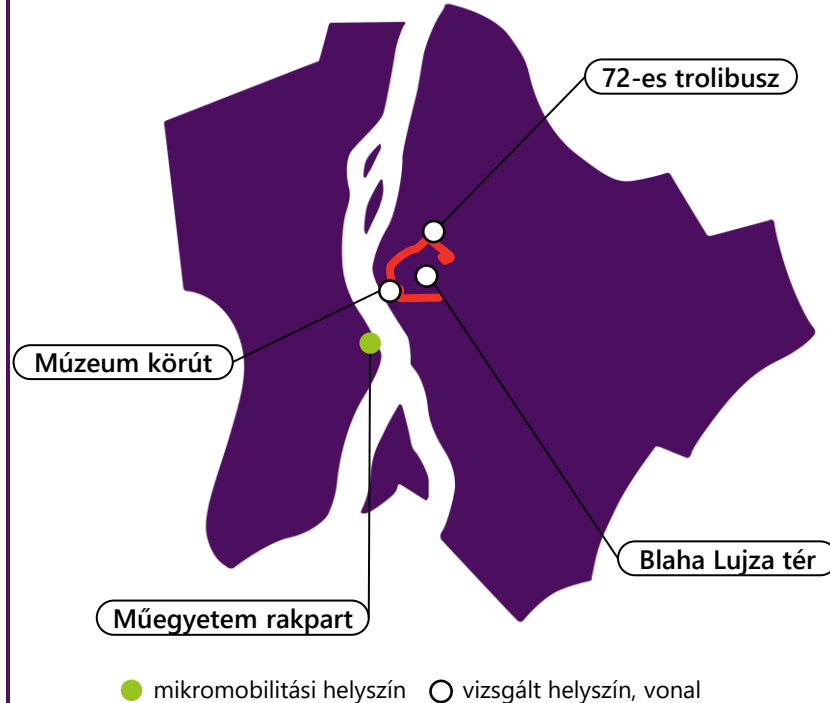 72-es trolibusz
Múzeum körút
Blaha Lujza tér
Műegyetem rakpart
mikromobilitási helyszín
vizsgált helyszín, vonal